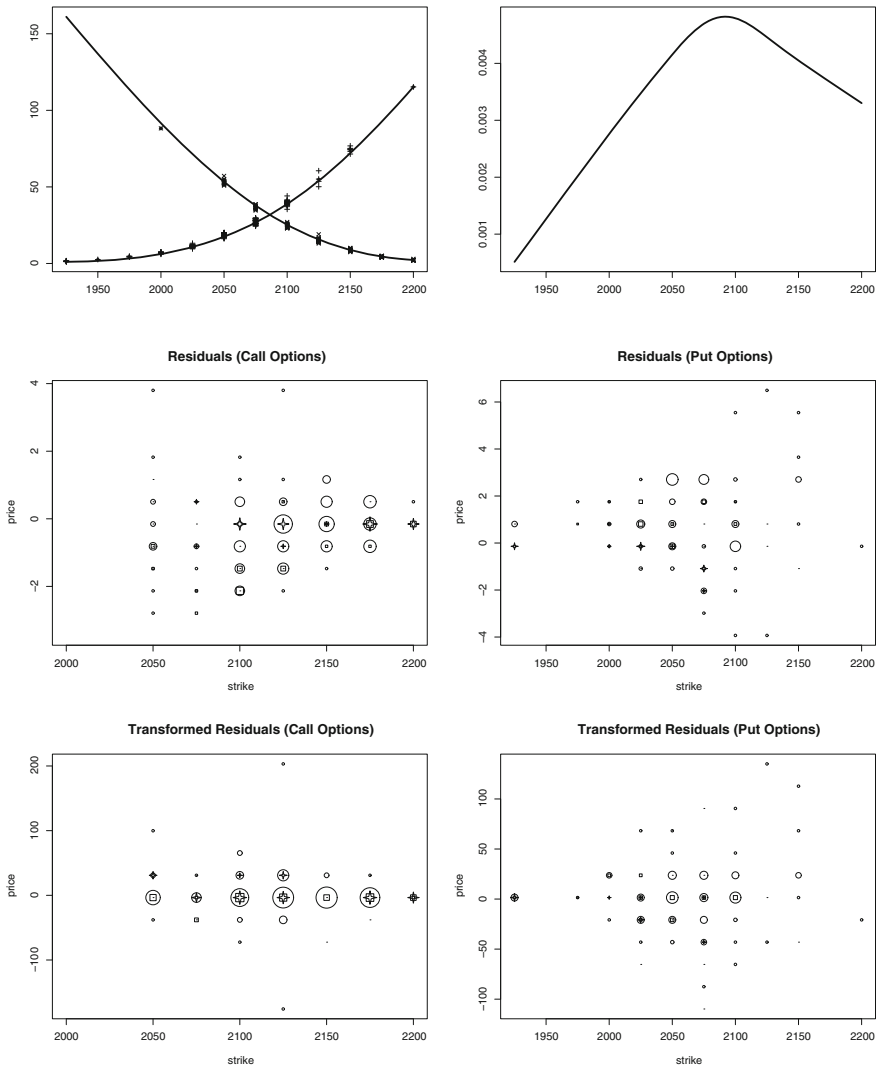 150
100
50
0
1950 2000 2050 2100 2150 2200
0.004
0.003
0.002
0.001
1950 2000 2050 2100 2150 2200
Residuals (Call Options)
4
2
0
−2
price
2000 2050 2100 2150 2200
strike
Residuals (Put Options)
6
4
2
0
−2
−4
price
1950 2000 2050 2100 2150 2200
strike
Transformed Residuals (Call Options)
200
100
0
−100
price
2000 2050 2100 2150 2200
strike
Transformed Residuals (Put Options)
100
50
0
−50
−100
price
1950 2000 2050 2100 2150 2200
strike